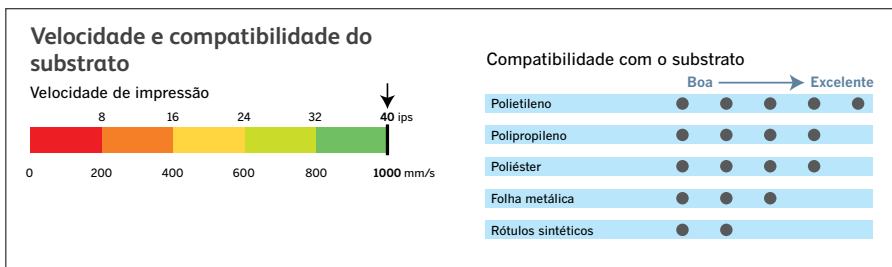 Velocidade e compatibilidade do
substrato
Velocidade de impressão
8 16 24 32 40 ips
0 200 400 600 800 1000 mm/s
Compatibilidade com o substrato
Boa Excelente
Polietileno
Polipropileno
Poliéster
Folha metálica
Rótulos sintéticos